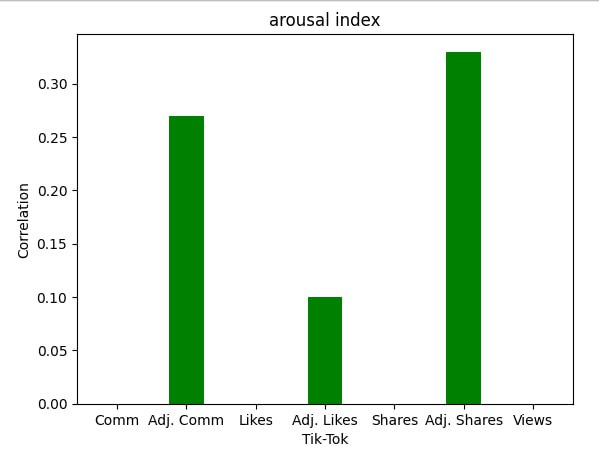 arousal index
Correlation
0.30
0.25
0.20
0.15
0.10
0.05
0.00
Comm Adj. Comm Likes Adj. Likes Shares Adj. Shares Views
Tik-Tok